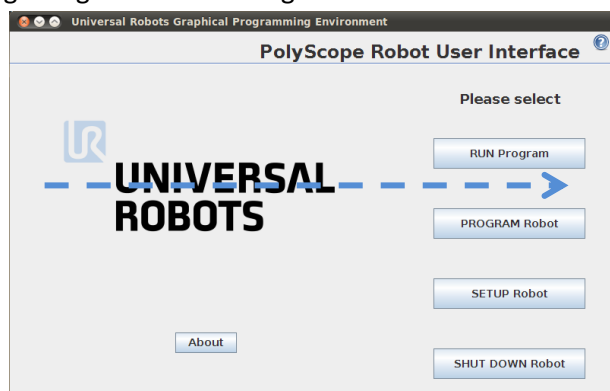 Universal Robots Graphical Programming Environment
PolyScope Robot User Interface
Please select
UR
UNIVERSAL
ROBOTS
RUN Program
PROGRAM Robot
SETUP Robot
About
SHUT DOWN Robot